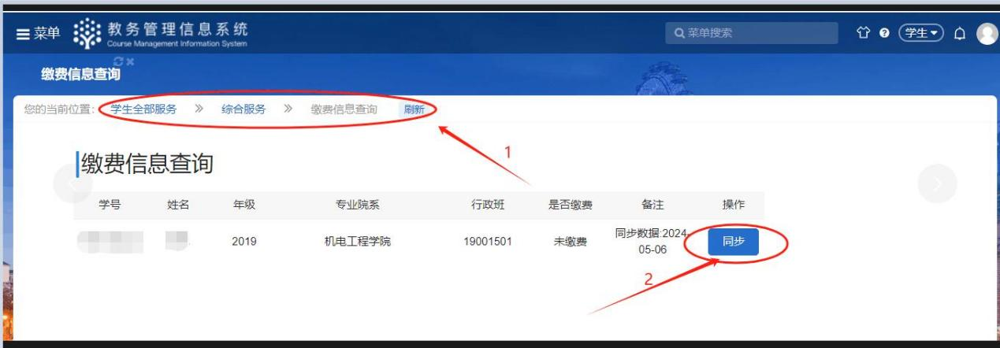 菜单 教务管理信息系统 菜单搜索 学生
Course Management Information System
缴费信息查询
您的当前位置： 学生全部服务 » 综合服务 » 缴费信息查询 刷新
1
缴费信息查询
学号 姓名 年级 专业院系 行政班 是否缴费 备注 操作
2019 机电工程学院 19001501 未缴费 同步数据:2024-
05-06 同步
2